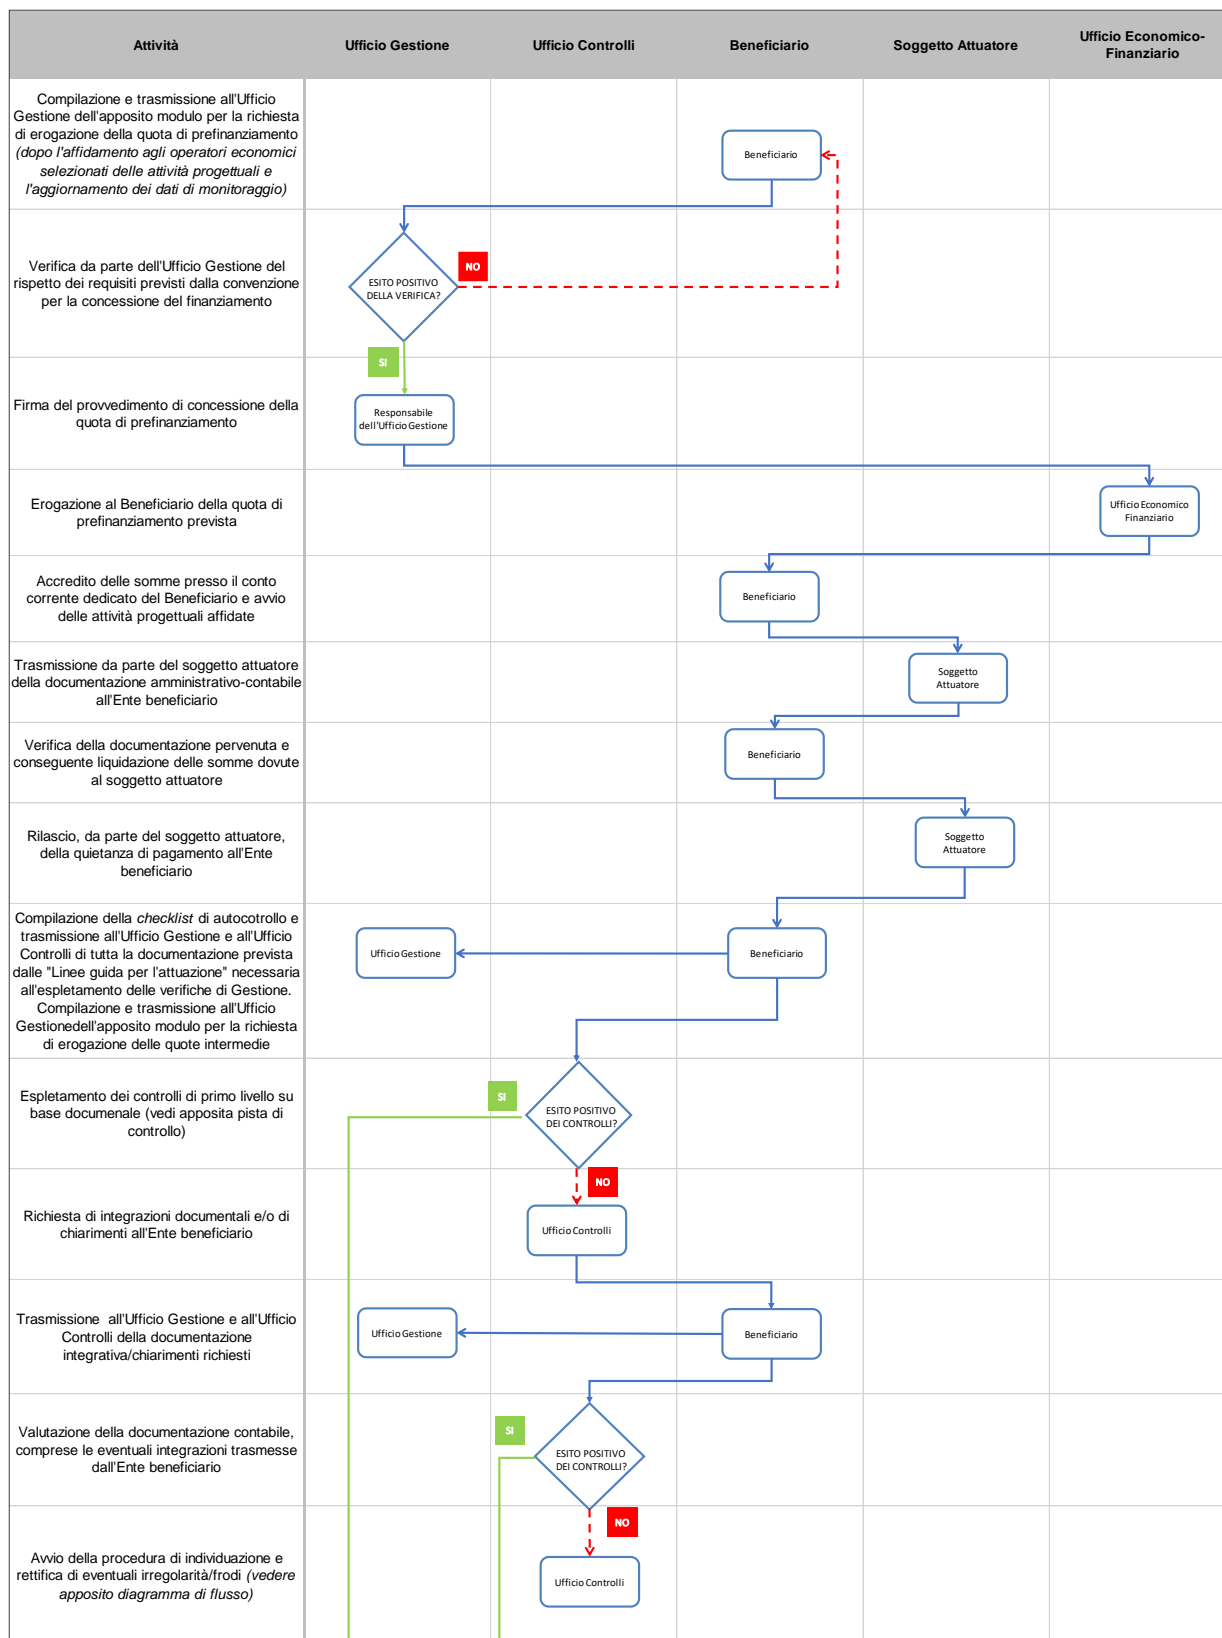 Attività
Ufficio Gestione
Ufficio Controlli
Beneficiario
Soggetto Attuatore
Ufficio Economico-
Finanziario
Compilazione e trasmissione all'Ufficio
Gestione dell'apposito modulo per la richiesta
di erogazione della quota di prefinanziamento
(dopo l'affidamento agli operatori economici
selezionati delle attività progettuali e
l'aggiornamento dei dati di monitoraggio)
Beneficiario
Verifica da parte dell'Ufficio Gestione del
rispetto dei requisiti previsti dalla convenzione
per la concessione del finanziamento
ESITO POSITIVO
DELLA VERIFICA?
NO
SI
Firma del provvedimento di concessione della
quota di prefinanziamento
Responsabile
dell'Ufficio Gestione
Erogazione al Beneficiario della quota di
prefinanziamento prevista
Ufficio Economico
Finanziario
Accredito delle somme presso il conto
corrente dedicato del Beneficiario e avvio
delle attività progettuali affidate
Beneficiario
Trasmissione da parte del soggetto attuatore
della documentazione amministrativo-contabile
all'Ente beneficiario
Soggetto
Attuatore
Verifica della documentazione pervenuta e
conseguente liquidazione delle somme dovute
al soggetto attuatore
Beneficiario
Rilascio, da parte del soggetto attuatore,
della quietanza di pagamento all'Ente
beneficiario
Soggetto
Attuatore
Compilazione della checklist di autocotrollo e
trasmissione all'Ufficio Gestione e all'Ufficio
Controlli di tutta la documentazione prevista
dalle "Linee guida per l'attuazione" necessaria
all'espletamento delle verifiche di Gestione.
Compilazione e trasmissione all'Ufficio
Gestionedell'apposito modulo per la richiesta
di erogazione delle quote intermedie
Ufficio Gestione
Beneficiario
Espletamento dei controlli di primo livello su
base documenale (vedi apposita pista di
controllo)
SI
ESITO POSITIVO
DEI CONTROLLI?
NO
Richiesta di integrazioni documentali e/o di
chiarimenti all'Ente beneficiario
Ufficio Controlli
Trasmissione all'Ufficio Gestione e all'Ufficio
Controlli della documentazione
integrativa/chiarimenti richiesti
Ufficio Gestione
Beneficiario
Valutazione della documentazione contabile,
comprese le eventuali integrazioni trasmesse
dall'Ente beneficiario
SI
ESITO POSITIVO
DEI CONTROLLI?
NO
Avvio della procedura di individuazione e
rettifica di eventuali irregolarità/frodi (vedere
apposito diagramma di flusso)
Ufficio Controlli